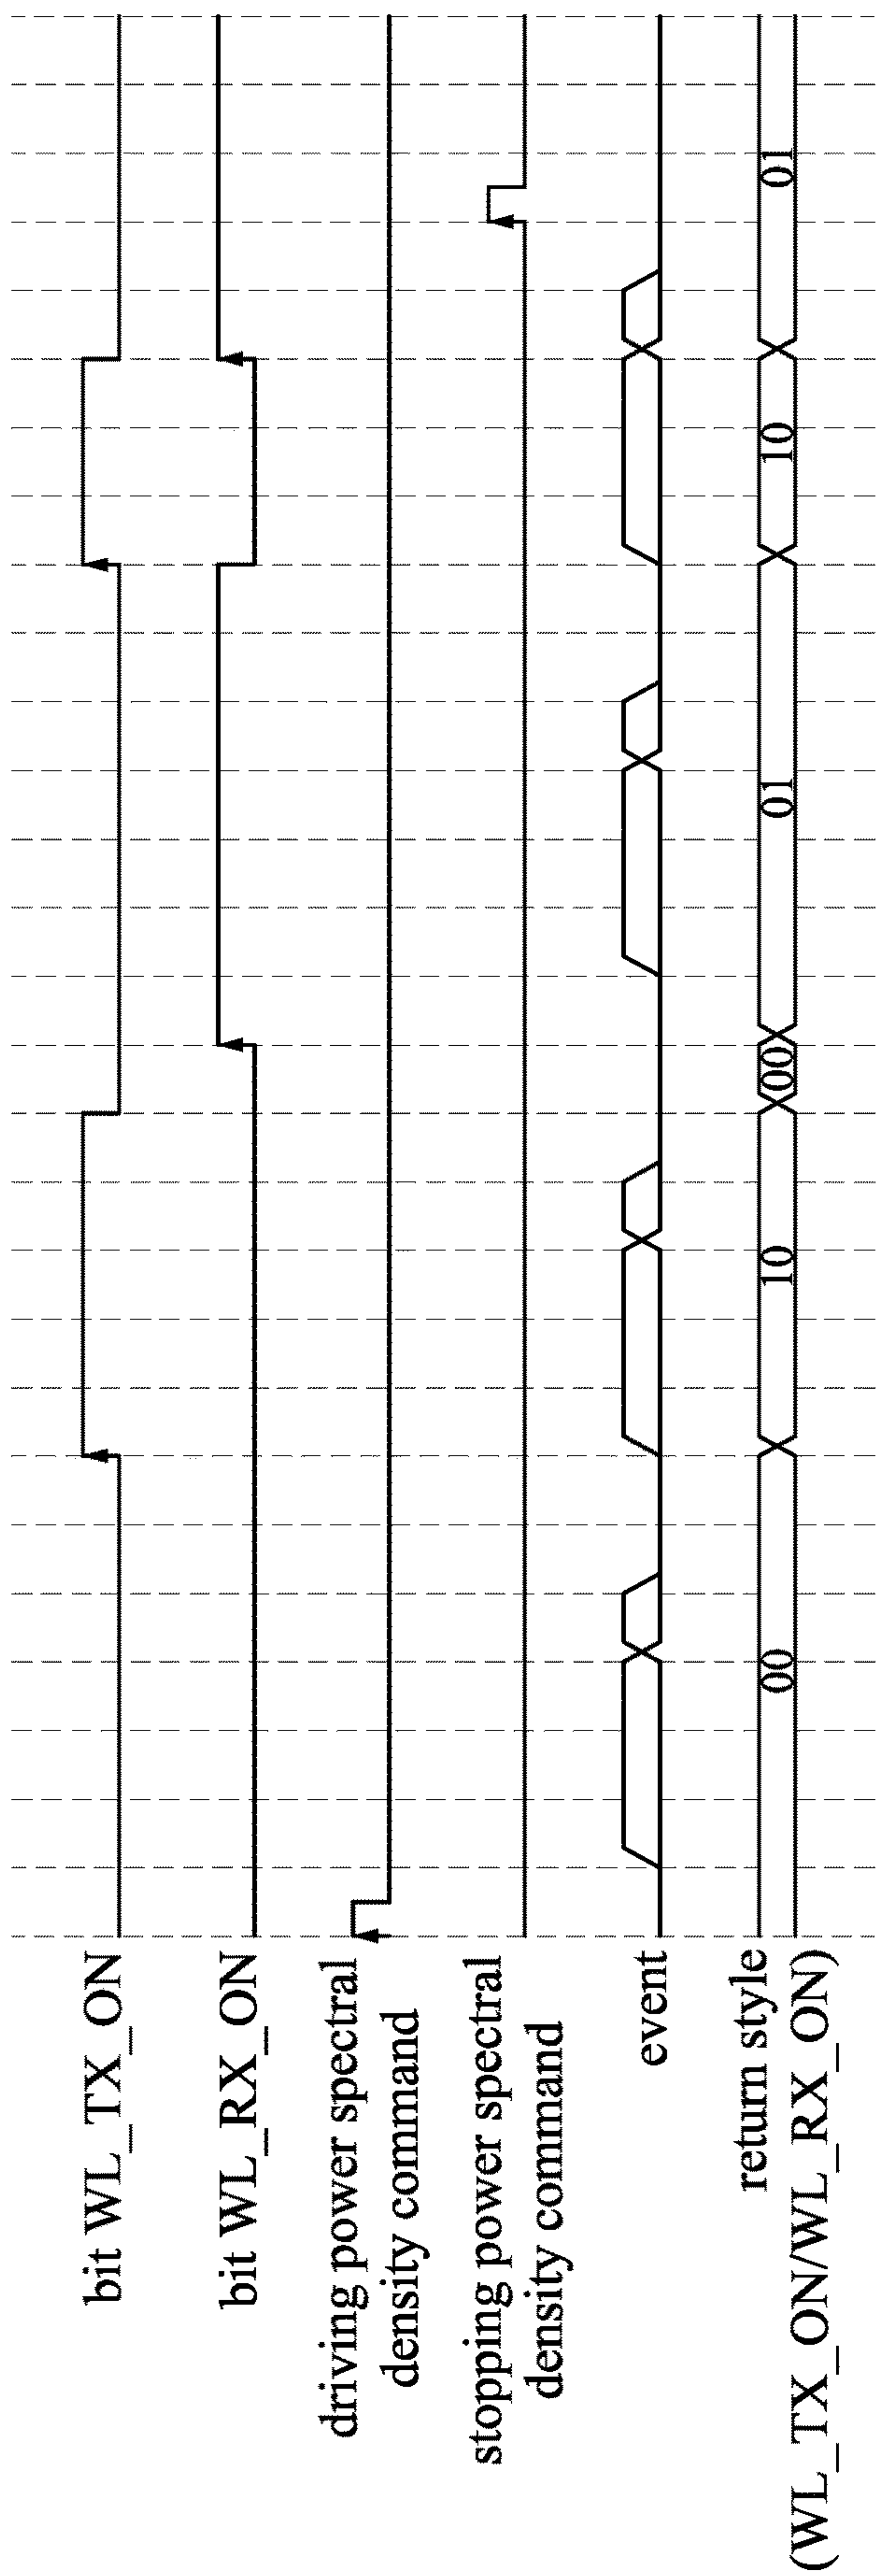 bit WL_TX_ON
bit WL_RX_ON
driving power spectral
density command
stopping power spectral
density command
event
return style
(WL_TX_ON/WL_RX_ON)
00
10
00
01
10
01